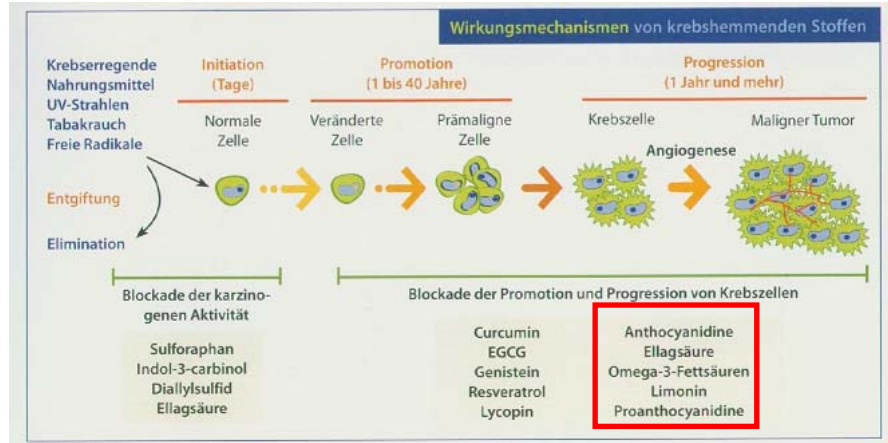 Wirkungsmechanismen von krebshemmenden Stoffen
Krebserregende
Nahrungsmittel
UV-Strahlen
Tabakrauch
Freie Radikale
Entgiftung
Elimination
Initiation
(Tage)
Normale
Zelle
Promotion
(1 bis 40 Jahre)
Veränderte
Zelle
Prämaligne
Zelle
Progression
(1 Jahr und mehr)
Krebszelle
Maligner Tumor
Angiogenese
Blockade der karzino-
genen Aktivität
Sulforaphan
Indol-3-carbinol
Diallylsulfid
Ellagsäure
Blockade der Promotion und Progression von Krebszellen
Curcumin
EGCG
Genistein
Resveratrol
Lycopin
Anthocyanidine
Ellagsäure
Omega-3-Fettsäuren
Limonin
Proanthocyanidine